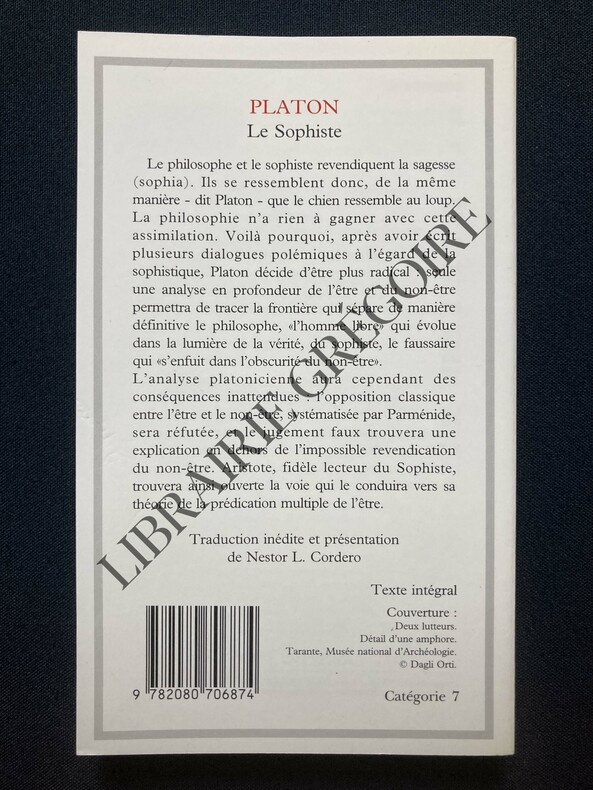 PLATON
Le Sophiste
Le philosophe et le sophiste revendiquent la sagesse
(sophia). Ils se ressemblent donc, de la même
manière - dit Platon - que le chien ressemble au loup.
La philosophie n'a rien à gagner avec cette
assimilation. Voilà pourquoi, après avoir écrit
plusieurs dialogues polémiques à l'égard de la
sophistique, Platon décide d'être plus radical : seule
une analyse en profondeur de l'être et du non-être
permettra de tracer la frontière qui sépare de manière
définitive le philosophe, «l'homme libre» qui évolue
dans la lumière de la vérité, du sophiste, le faussaire
qui «s'enfuit dans l'obscurité du non-être».
L'analyse platonicienne aura cependant des
conséquences inattendues : l'opposition classique
entre l'être et le non-être, systématisée par Parménide,
sera réfutée, et le jugement faux trouvera une
explication en dehors de l'impossible revendication
du non-être. Aristote, fidèle lecteur du Sophiste,
trouvera ainsi ouverte la voie qui le conduira vers sa
théorie de la prédication multiple de l'être.
Traduction inédite et présentation
de Nestor L. Cordero
Texte intégral
Couverture :
Deux lutteurs.
Détail d'une amphore.
Tarante, Musée national d'Archéologie.
© Dagli Orti.
9 782080 706874
Catégorie 7
LIBRAIRIE GRÉGOIRE